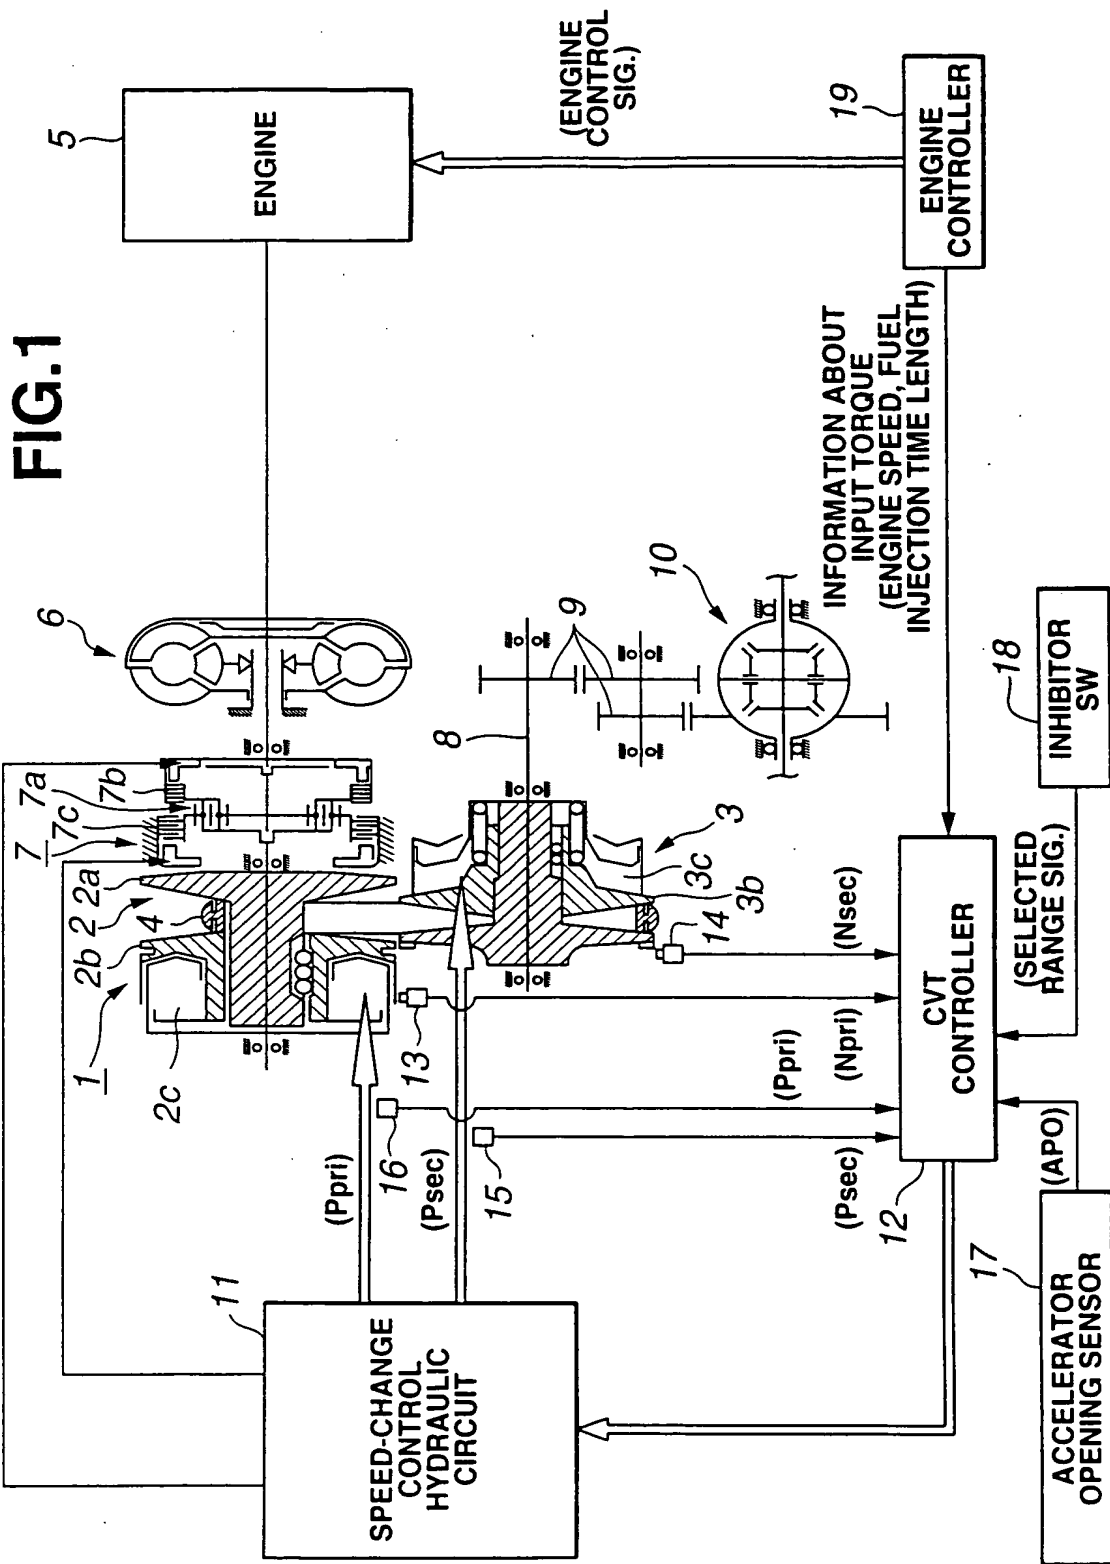 FIG.1
5
ENGINE
(ENGINE
CONTROL
SIG.)
19
ENGINE
CONTROLLER
6
7
7c
7a
7b
1
2c
2b
4
2
2a
8
9
10
3
3c
3b
14
13
16
15
(Ppri)
(Psec)
11
SPEED-CHANGE
CONTROL
HYDRAULIC
CIRCUIT
INFORMATION ABOUT
INPUT TORQUE
(ENGINE SPEED, FUEL
INJECTION TIME LENGTH)
(Psec)
(Ppri)
(Npri)
(Nsec)
12
CVT
CONTROLLER
(SELECTED
RANGE SIG.)
18
INHIBITOR
SW
(APO)
17
ACCELERATOR
OPENING SENSOR